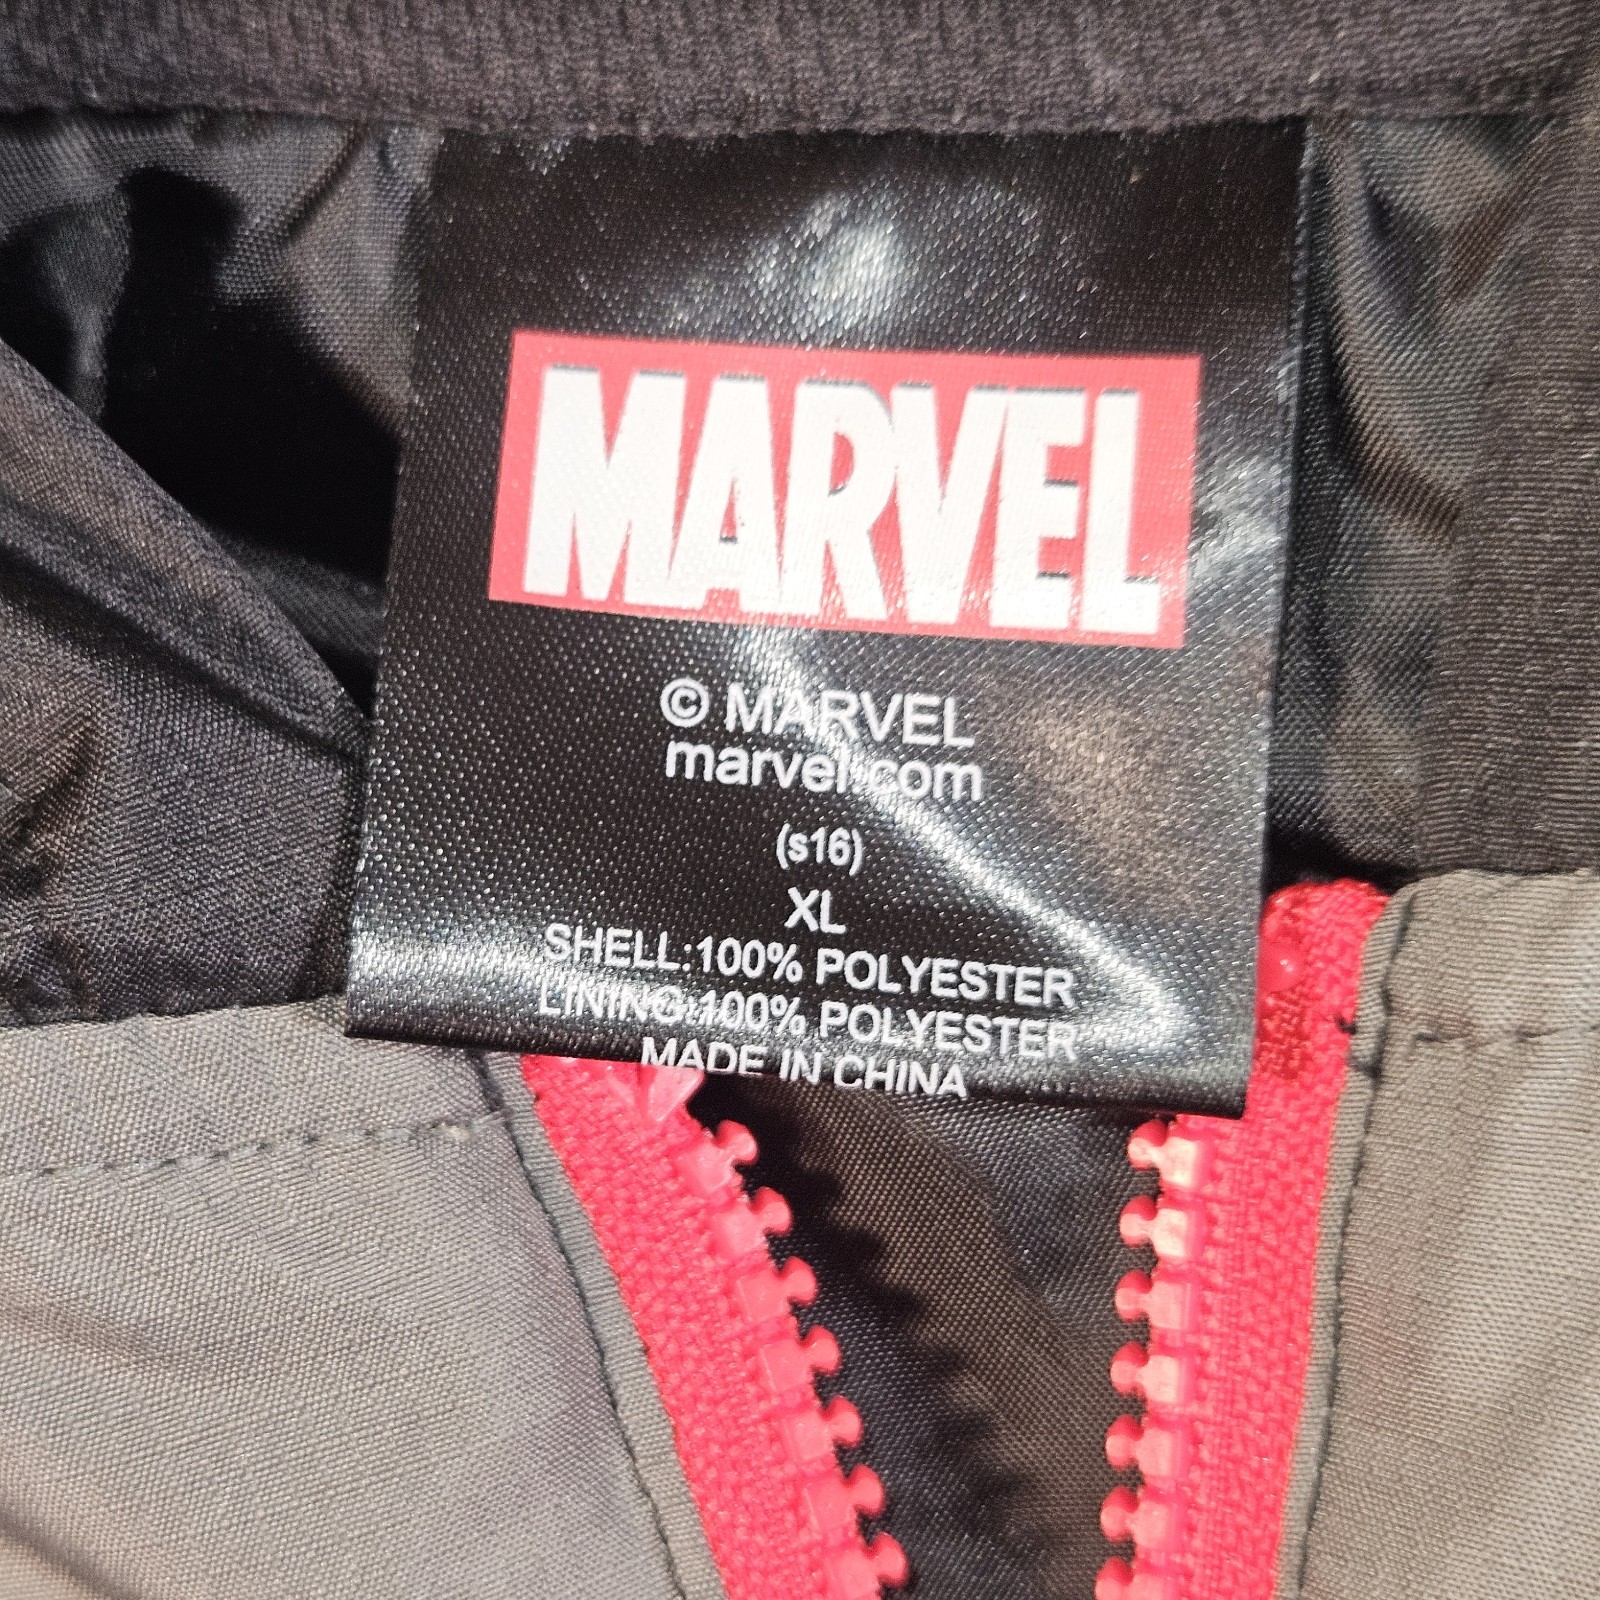 MARVEL
© MARVEL
marvel.com
(s16)
XL
SHELL:100% POLYESTER
LINING:100% POLYESTER
MADE IN CHINA